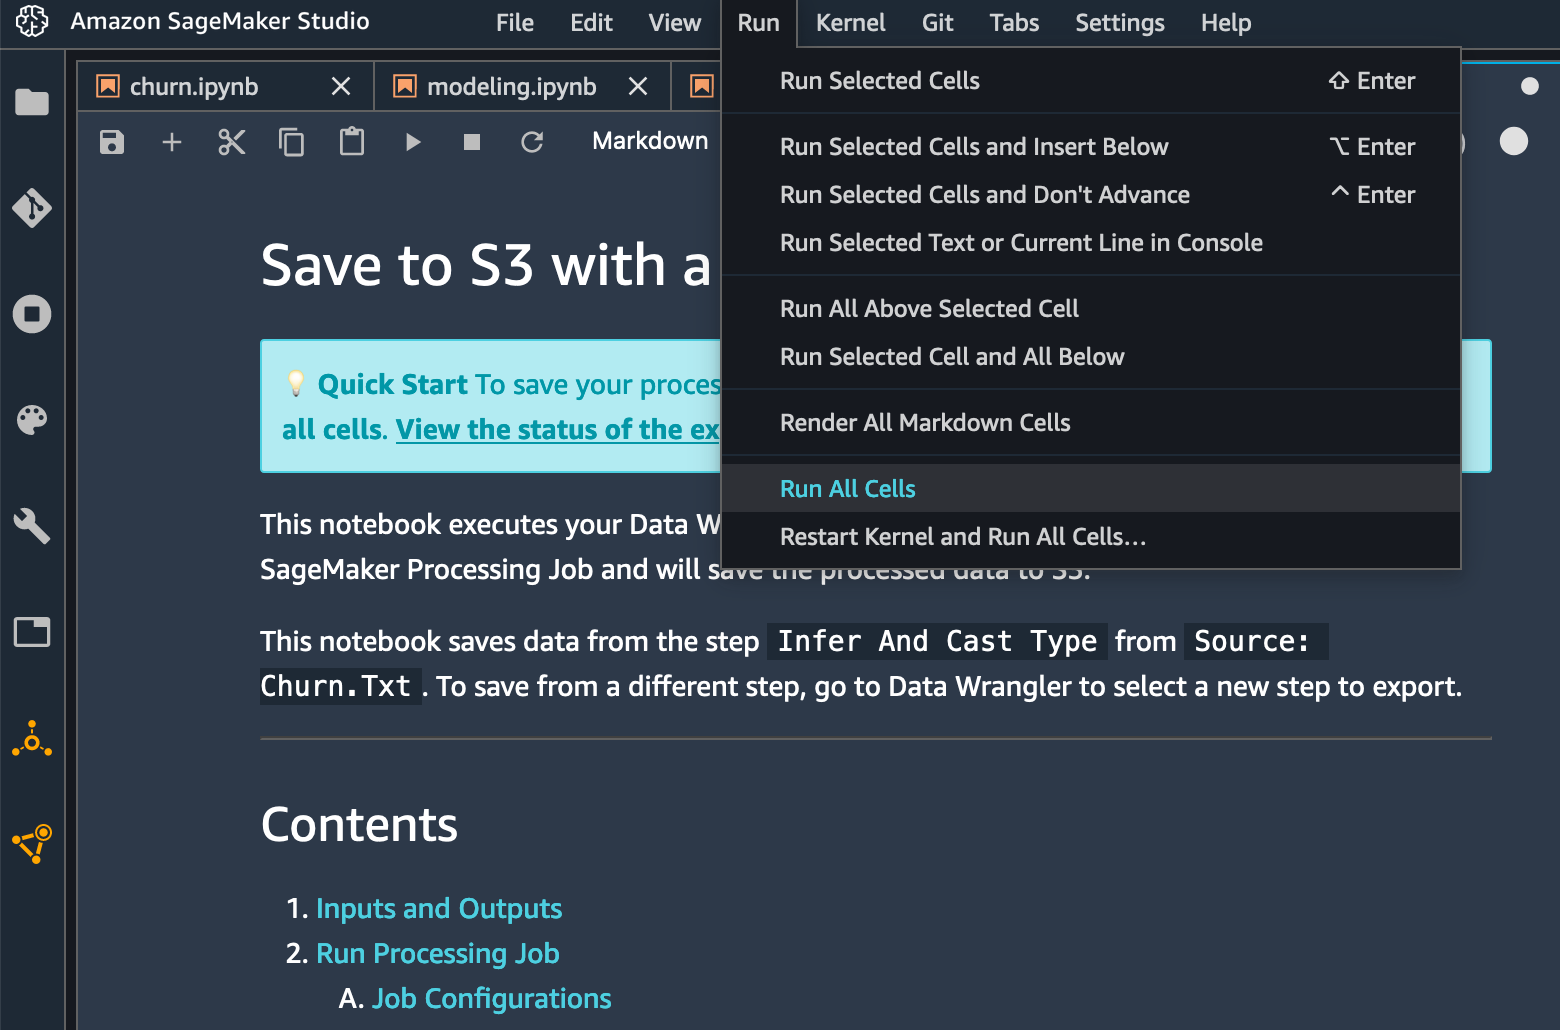 Amazon SageMaker Studio File Edit View Run Kernel Git Tabs Settings Help
churn.ipynb modeling.ipynb
Markdown
Run Selected Cells ⇧ Enter
Run Selected Cells and Insert Below ⌥ Enter
Run Selected Cells and Don't Advance ^ Enter
Run Selected Text or Current Line in Console
Run All Above Selected Cell
Run Selected Cell and All Below
Render All Markdown Cells
Run All Cells
Restart Kernel and Run All Cells...
Save to S3 with a
Quick Start To save your proces
all cells. View the status of the ex
This notebook executes your Data W
SageMaker Processing Job and will save the processed data to S3.
This notebook saves data from the step Infer And Cast Type from Source:
Churn.Txt . To save from a different step, go to Data Wrangler to select a new step to export.
Contents
1. Inputs and Outputs
2. Run Processing Job
A. Job Configurations